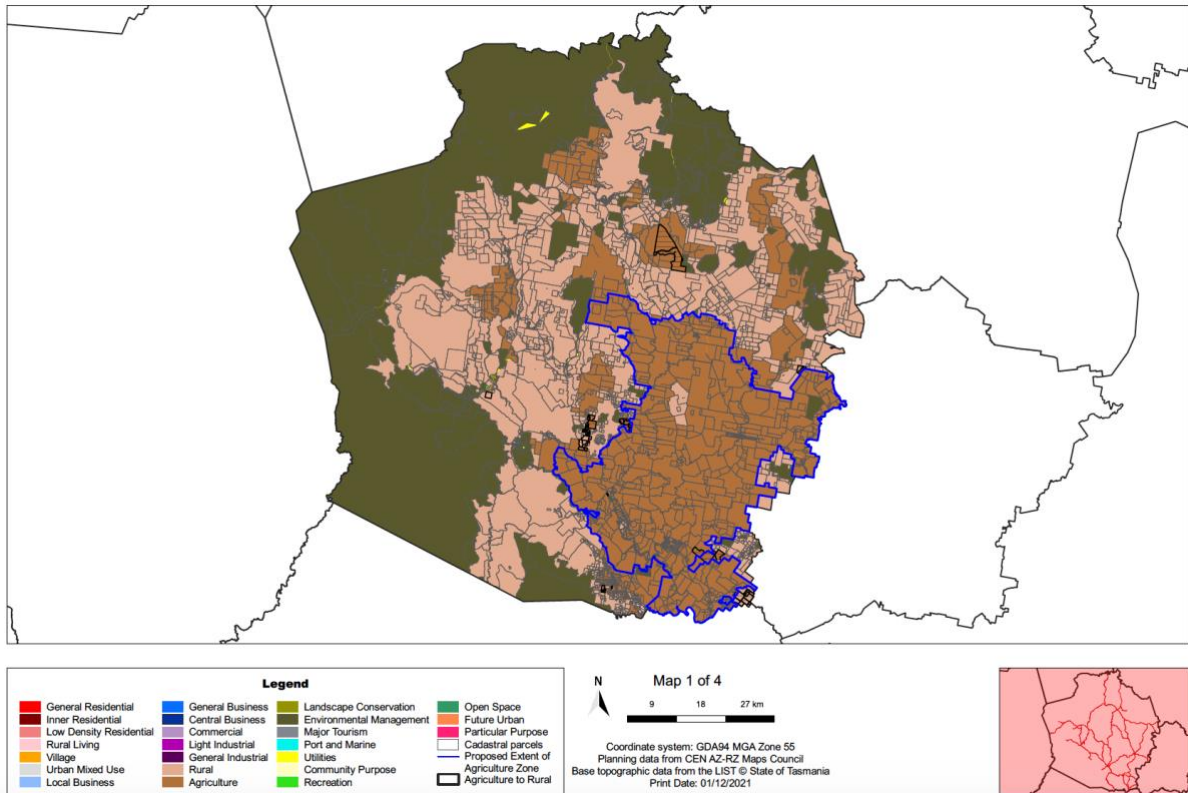 Legend
General Residential
Inner Residential
Low Density Residential
Rural Living
Village
Urban Mixed Use
Local Business
General Business
Central Business
Commercial
Light Industrial
General Industrial
Rural
Agriculture
Landscape Conservation
Environmental Management
Major Tourism
Port and Marine
Utilities
Community Purpose
Recreation
Open Space
Future Urban
Particular Purpose
Cadastral parcels
Proposed Extent of
Agriculture Zone
Agriculture to Rural
N
Map 1 of 4
9 18 27 km
Coordinate system: GDA94 MGA Zone 55
Planning data from CEN AZ-RZ Maps Council
Base topographic data from the LIST © State of Tasmania
Print Date: 01/12/2021